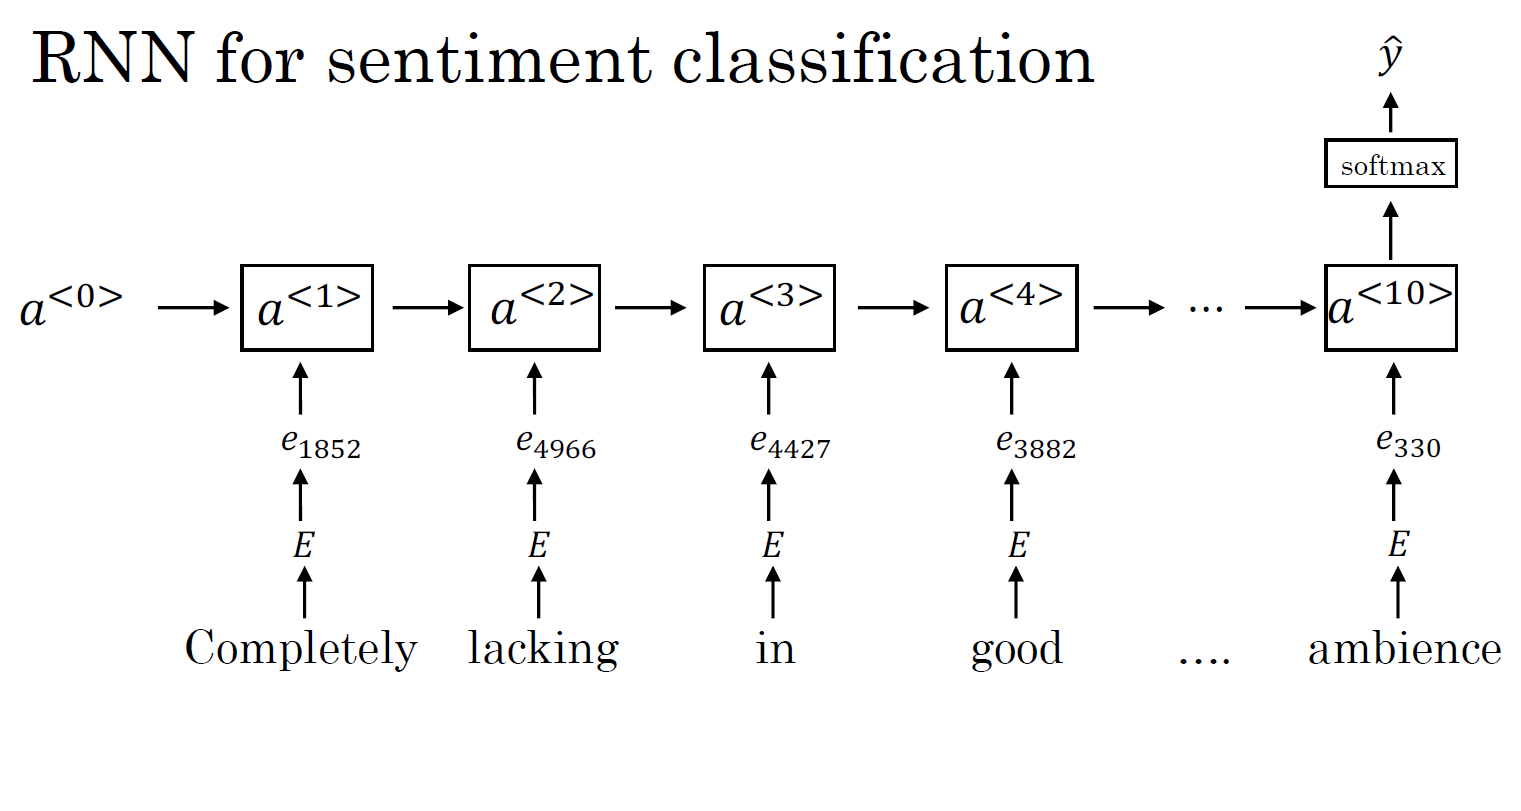 RNN for sentiment classification
ŷ
softmax
a<0> a<1> a<2> a<3> a<4> ... a<10>
e1852 e4966 e4427 e3882 e330
E E E E E
Completely lacking in good .... ambience